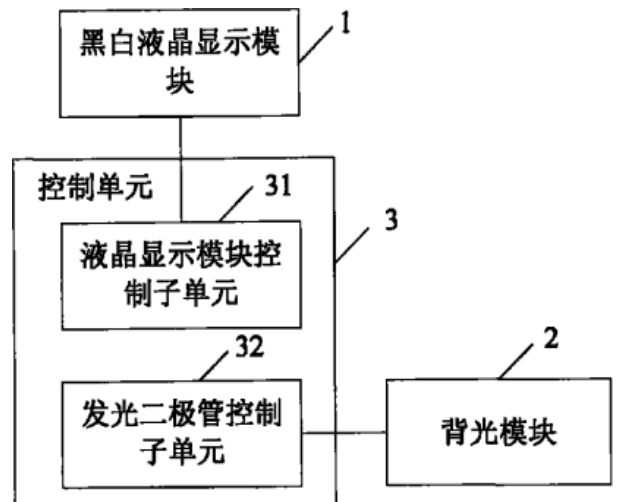 黑白液晶显示模
块
1
控制单元
31
液晶显示模块控
制子单元
3
32
发光二极管控制
子单元
2
背光模块